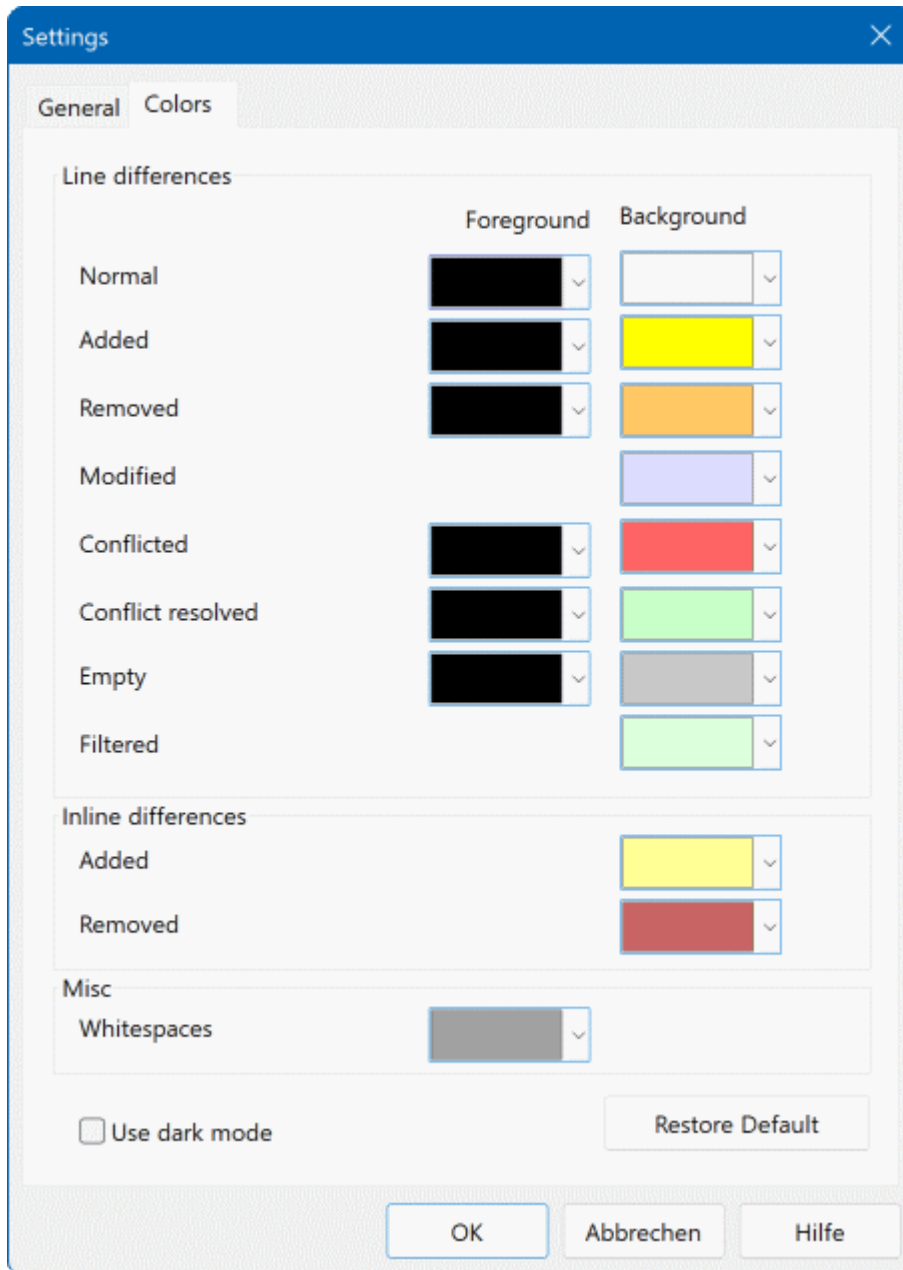 Settings
General Colors
Line differences
Foreground Background
Normal
Added
Removed
Modified
Conflicted
Conflict resolved
Empty
Filtered
Inline differences
Added
Removed
Misc
Whitespaces
Use dark mode Restore Default
OK Abbrechen Hilfe